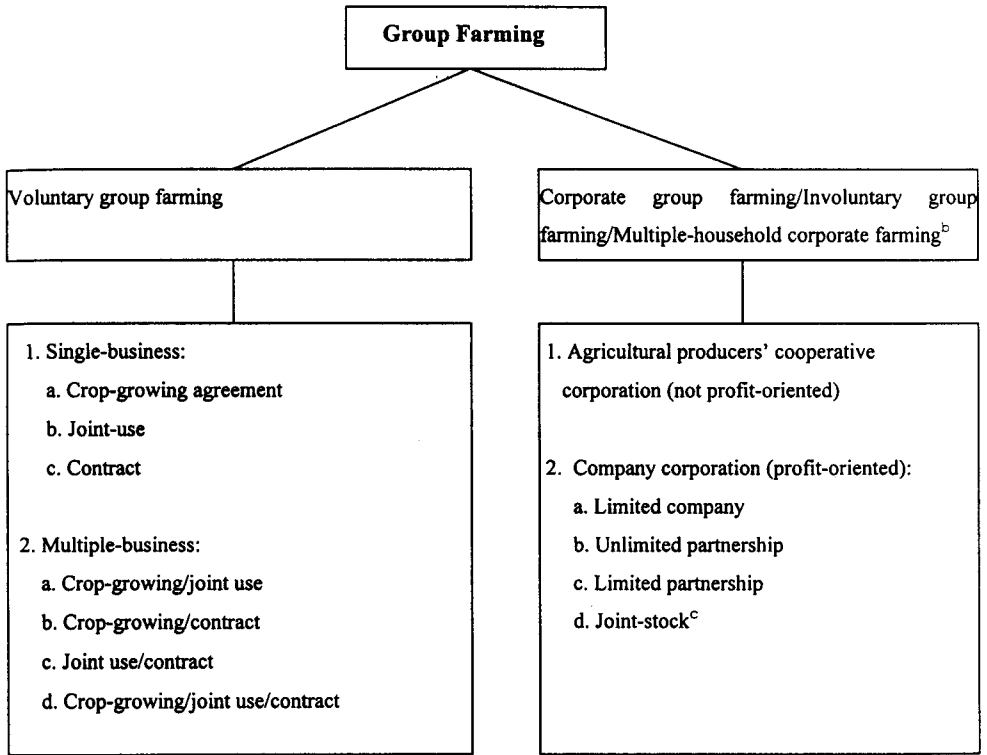 Group Farming
Voluntary group farming
Corporate group farming/Involuntary group
farming/Multiple-household corporate farmingᵇ
1. Single-business:
a. Crop-growing agreement
b. Joint-use
c. Contract
2. Multiple-business:
a. Crop-growing/joint use
b. Crop-growing/contract
c. Joint use/contract
d. Crop-growing/joint use/contract
1. Agricultural producers' cooperative
corporation (not profit-oriented)
2. Company corporation (profit-oriented):
a. Limited company
b. Unlimited partnership
c. Limited partnership
d. Joint-stockᶜ